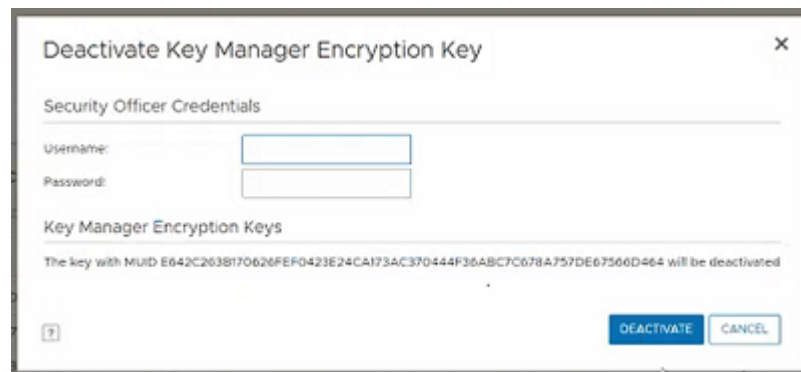 Deactivate Key Manager Encryption Key
Security Officer Credentials
Username:
Password:
Key Manager Encryption Keys
The key with MUID E642C263B170626FEF0423E24CA173AC370444F36ABC7C678A757DE67566D464 will be deactivated
?
DEACTIVATE CANCEL